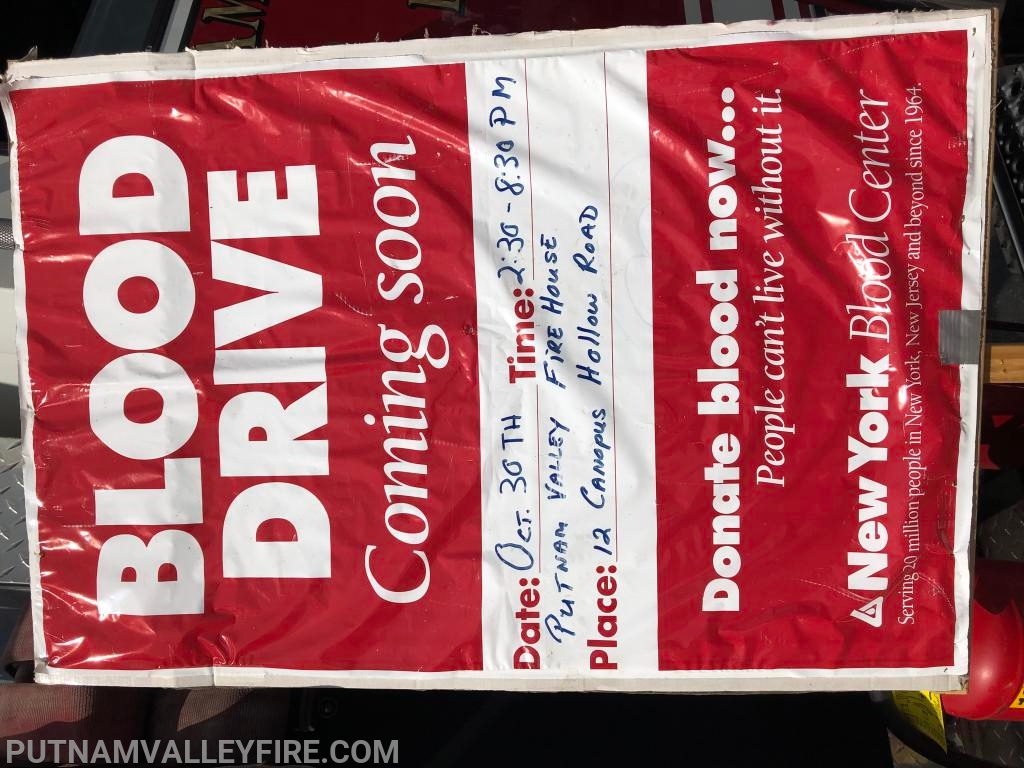 BLOOD
DRIVE
Coming soon
Date: Oct. 30TH Time: 2:30 - 8:30 PM
PUTNAM VALLEY FIRE HOUSE
Place: 12 CANOPUS HOLLOW ROAD
Donate blood now...
People can't live without it.
New York Blood Center
Serving 20 million people in New York, New Jersey and beyond since 1964.
PUTNAMVALLEYFIRE.COM